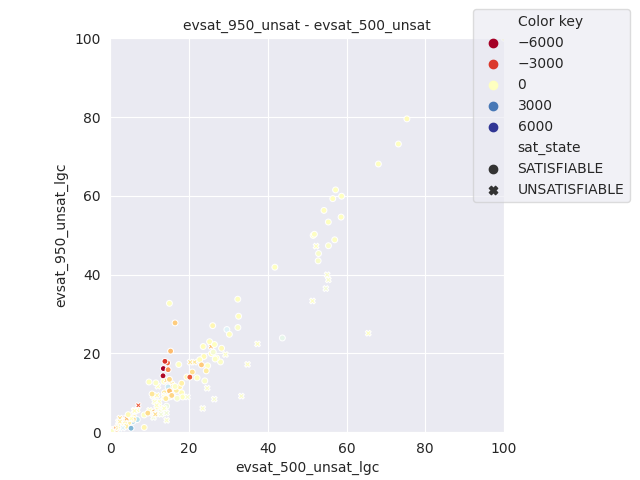 evsat_950_unsat - evsat_500_unsat
Color key
−6000
−3000
0
3000
6000
sat_state
SATISFIABLE
UNSATISFIABLE
evsat_950_unsat_lgc
100
80
60
40
20
0
0 20 40 60 80 100
evsat_500_unsat_lgc